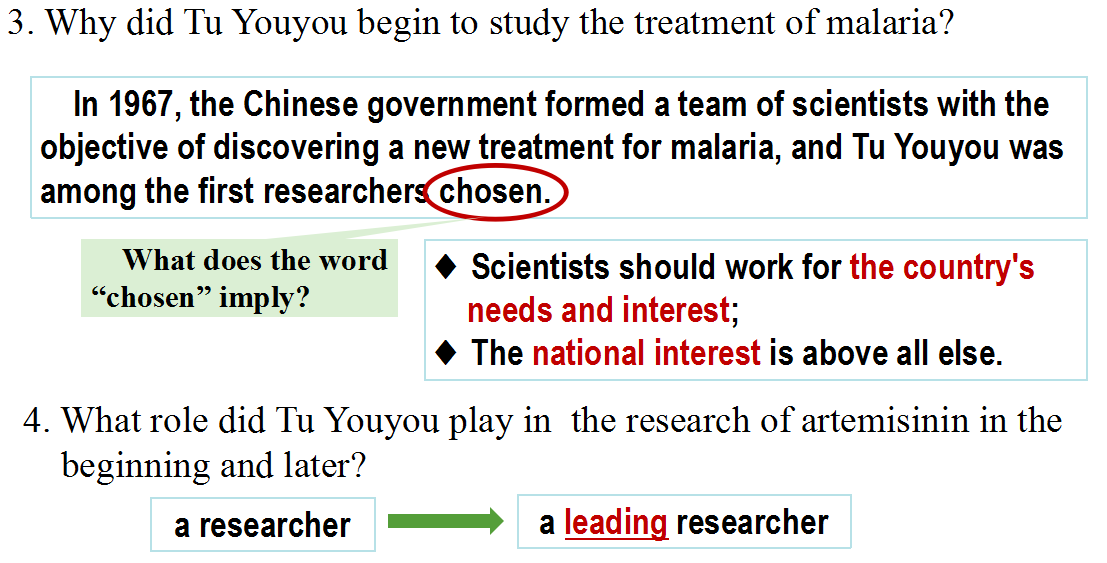 3. Why did Tu Youyou begin to study the treatment of malaria?
In 1967, the Chinese government formed a team of scientists with the
objective of discovering a new treatment for malaria, and Tu Youyou was
among the first researchers chosen.
What does the word
“chosen” imply?
◆ Scientists should work for the country's
needs and interest;
◆ The national interest is above all else.
4. What role did Tu Youyou play in the research of artemisinin in the
beginning and later?
a researcher
a leading researcher